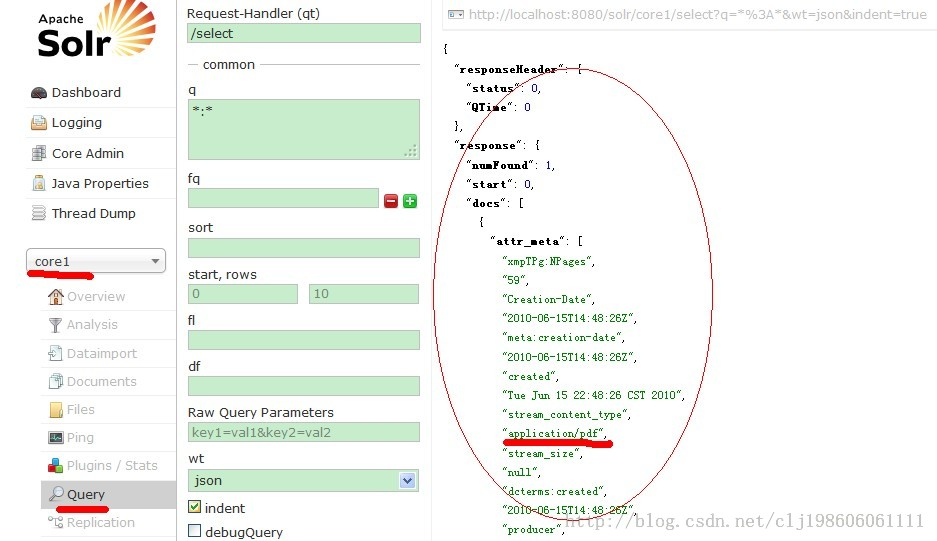 Apache
Solr
Dashboard
Logging
Core Admin
Java Properties
Thread Dump
core1
Overview
Analysis
Dataimport
Documents
Files
Ping
Plugins / Stats
Query
Replication
Request-Handler (qt)
/select
common
q
*:*
fq
sort
start, rows
0
10
fl
df
Raw Query Parameters
key1=val1&key2=val2
wt
json
indent
debugQuery
http://localhost:8080/solr/core1/select?q=*%3A*&wt=json&indent=true
{
"responseHeader": {
"status": 0,
"QTime": 0
},
"response": {
"numFound": 1,
"start": 0,
"docs": [
{
"attr_meta": [
"xmpTPg:NPages",
"59",
"Creation-Date",
"2010-06-15T14:48:26Z",
"meta:creation-date",
"2010-06-15T14:48:26Z",
"created",
"Tue Jun 15 22:48:26 CST 2010",
"stream_content_type",
"application/pdf",
"stream_size",
"null",
"dcterms:created",
"2010-06-15T14:48:26Z",
"producer",
http://blog.csdn.net/clj198606061111